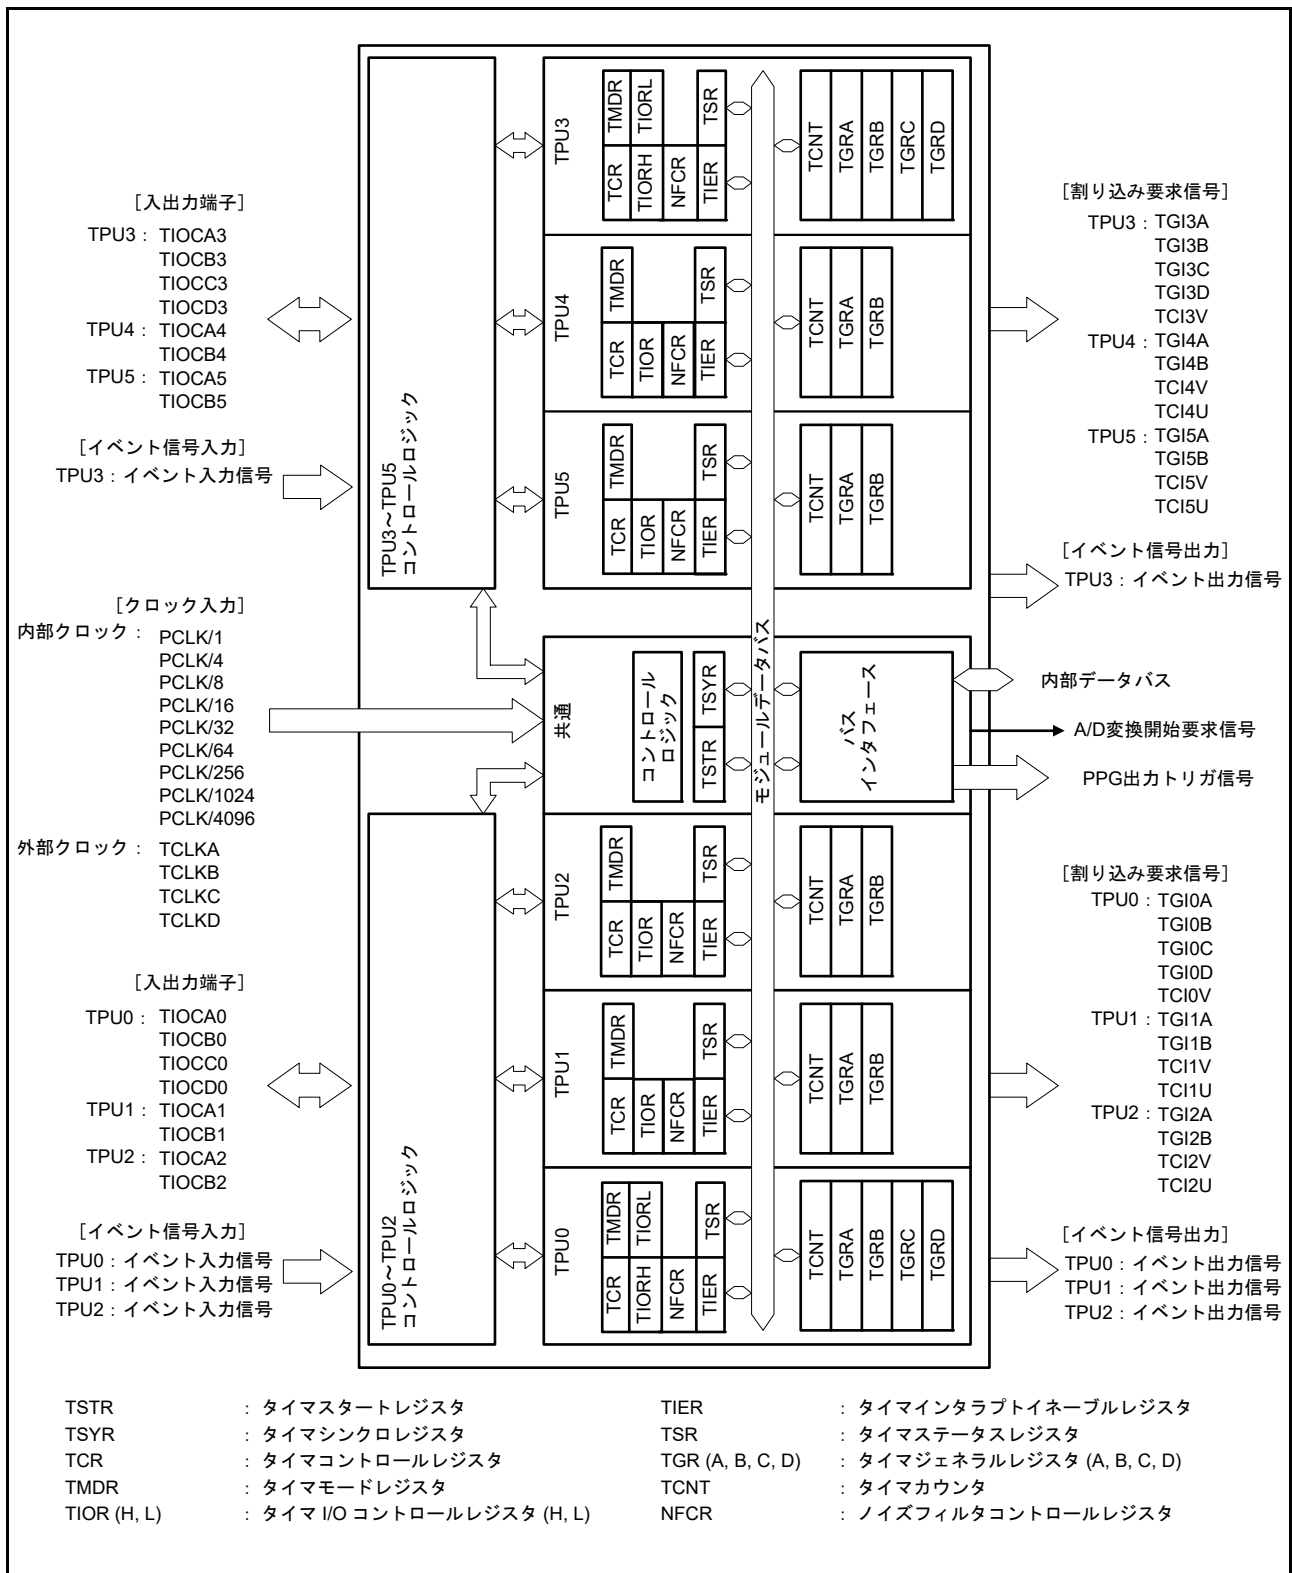 [入出力端子]
TPU3 : TIOCA3
TIOCB3
TIOCC3
TIOCD3
TPU4 : TIOCA4
TIOCB4
TPU5 : TIOCA5
TIOCB5
[イベント信号入力]
TPU3 : イベント入力信号
[クロック入力]
内部クロック : PCLK/1
PCLK/4
PCLK/8
PCLK/16
PCLK/32
PCLK/64
PCLK/256
PCLK/1024
PCLK/4096
外部クロック : TCLKA
TCLKB
TCLKC
TCLKD
[入出力端子]
TPU0 : TIOCA0
TIOCB0
TIOCC0
TIOCD0
TPU1 : TIOCA1
TIOCB1
TPU2 : TIOCA2
TIOCB2
[イベント信号入力]
TPU0 : イベント入力信号
TPU1 : イベント入力信号
TPU2 : イベント入力信号
TPU3~TPU5
コントロールロジック
TPU0~TPU2
コントロールロジック
TPU3
TMDR
TIORL
TSR
TCR
TIORH
NFCR
TIER
TCNT
TGRA
TGRB
TGRC
TGRD
TPU4
TMDR
TSR
TCR
TIOR
NFCR
TIER
TCNT
TGRA
TGRB
TPU5
TMDR
TSR
TCR
TIOR
NFCR
TIER
TCNT
TGRA
TGRB
共通
コントロール
ロジック
TSYR
TSTR
モジュールデータバス
バス
インタフェース
TPU2
TMDR
TSR
TCR
TIOR
NFCR
TIER
TCNT
TGRA
TGRB
TPU1
TMDR
TSR
TCR
TIOR
NFCR
TIER
TCNT
TGRA
TGRB
TPU0
TMDR
TIORL
TSR
TCR
TIORH
NFCR
TIER
TCNT
TGRA
TGRB
TGRC
TGRD
[割り込み要求信号]
TPU3 : TGI3A
TGI3B
TGI3C
TGI3D
TCI3V
TPU4 : TGI4A
TGI4B
TCI4V
TCI4U
TPU5 : TGI5A
TGI5B
TCI5V
TCI5U
[イベント信号出力]
TPU3 : イベント出力信号
内部データバス
A/D変換開始要求信号
PPG出力トリガ信号
[割り込み要求信号]
TPU0 : TGI0A
TGI0B
TGI0C
TGI0D
TCI0V
TPU1 : TGI1A
TGI1B
TCI1V
TCI1U
TPU2 : TGI2A
TGI2B
TCI2V
TCI2U
[イベント信号出力]
TPU0 : イベント出力信号
TPU1 : イベント出力信号
TPU2 : イベント出力信号
TSTR : タイマスタートレジスタ
TSYR : タイマシンクロレジスタ
TCR : タイマコントロールレジスタ
TMDR : タイマモードレジスタ
TIOR (H, L) : タイマ I/O コントロールレジスタ (H, L)
TIER : タイマインタラプトイネーブルレジスタ
TSR : タイマステータスレジスタ
TGR (A, B, C, D) : タイマジェネラルレジスタ (A, B, C, D)
TCNT : タイマカウンタ
NFCR : ノイズフィルタコントロールレジスタ